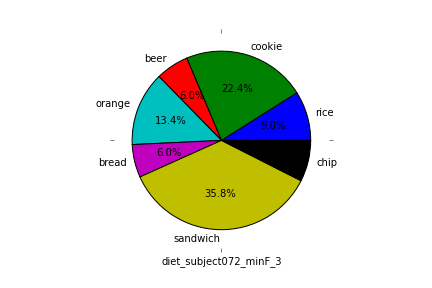 cookie
beer
22.4%
6.0%
orange
rice
13.4%
9.0%
bread
6.0%
chip
35.8%
sandwich
diet_subject072_minF_3